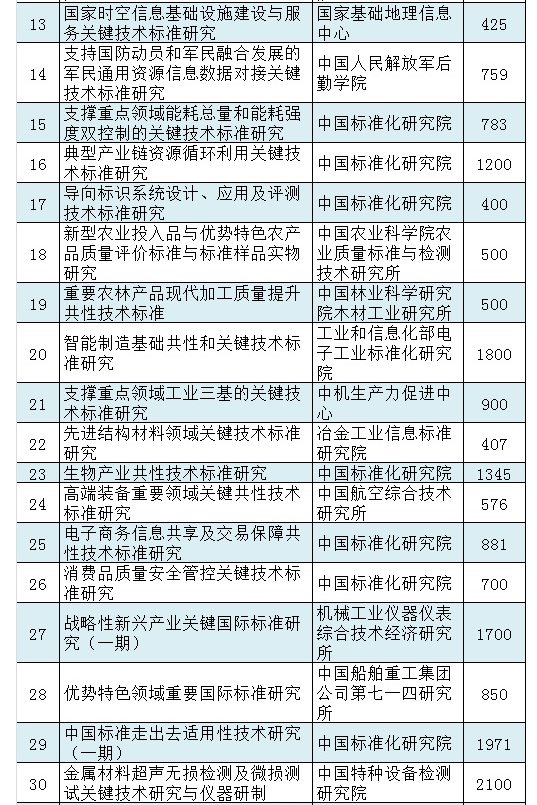 13 国家时空信息基础设施建设与服 国家基础地理信息 425
务关键技术标准研究 中心
支持国防动员和军民融合发展的
14 军民通用资源信息数据对接关键 中国人民解放军后 759
技术标准研究 勤学院
15 支撑重点领域能耗总量和能耗强 中国标准化研究院 783
度双控制的关键技术标准研究
16 典型产业链资源循环利用关键技 中国标准化研究院 1200
术标准研究
17 导向标识系统设计、应用及评测 中国标准化研究院 400
技术标准研究
新型农业投入品与优势特色农产 中国农业科学院农
18 品质量评价标准与标准样品实物 业质量标准与检测 500
研究 技术研究所
19 重要农林产品现代加工质量提升 中国林业科学研究 500
共性技术标准 院木材工业研究所
20 智能制造基础共性和关键技术标 工业和信息化部电 1800
准研究 子工业标准化研究
院
21 支撑重点领域工业三基的关键技 中机生产力促进中 900
术标准研究 心
22 先进结构材料领域关键技术标准 冶金工业信息标准 407
研究 研究院
23 生物产业共性技术标准研究 中国标准化研究院 1345
24 高端装备重要领域关键共性技术 中国航空综合技术 576
标准研究 研究所
25 电子商务信息共享及交易保障共 中国标准化研究院 881
性技术标准研究
26 消费品质量安全管控关键技术标 中国标准化研究院 700
准研究
27 战略性新兴产业关键国际标准研 机械工业仪器仪表 1700
究（一期） 综合技术经济研究
所
28 优势特色领域重要国际标准研究 中国船舶重工集团 850
公司第七一四研究
所
29 中国标准走出去适用性技术研究 中国标准化研究院 1971
（一期）
30 金属材料超声无损检测及微损测 中国特种设备检测 2100
试关键技术研究与仪器研制 研究院